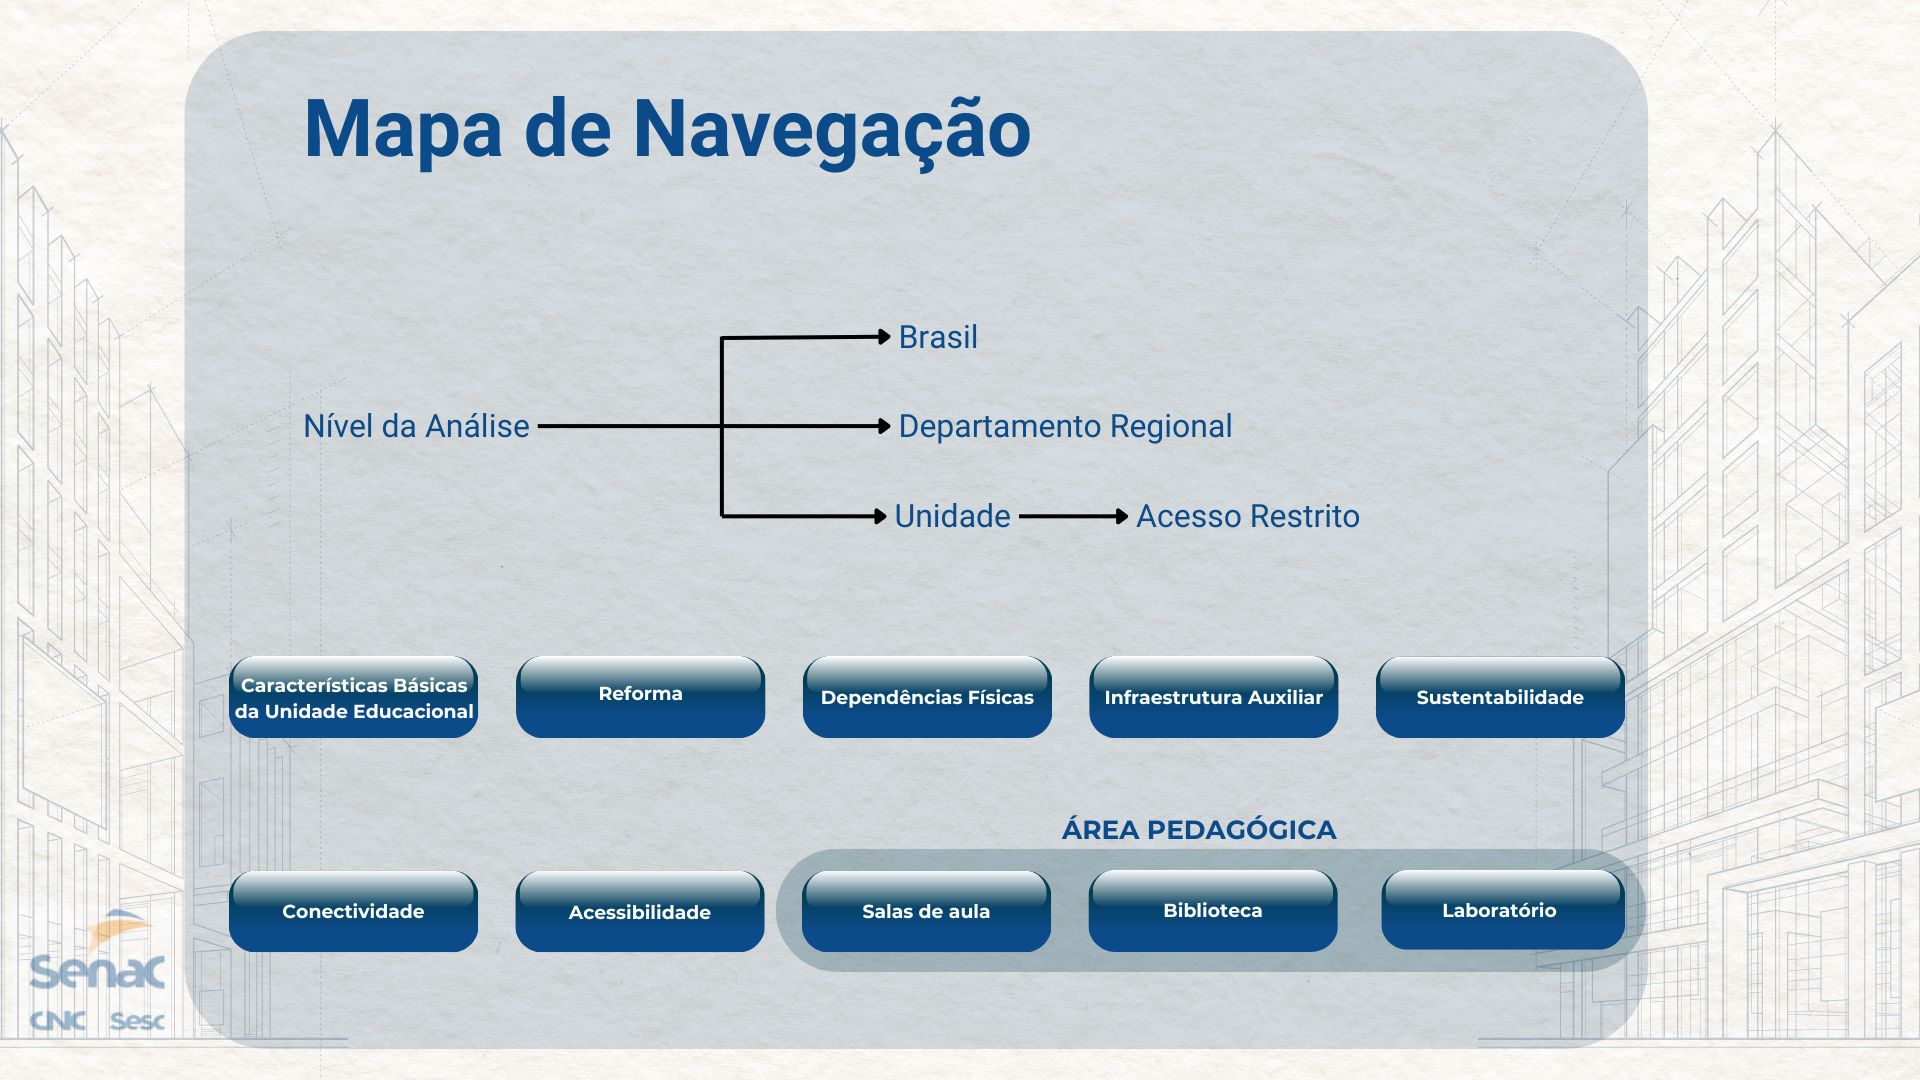 Mapa de Navegação
Brasil
Nível da Análise
Departamento Regional
Unidade
Acesso Restrito
Características Básicas
da Unidade Educacional
Reforma
Dependências Físicas
Infraestrutura Auxiliar
Sustentabilidade
ÁREA PEDAGÓGICA
Conectividade
Acessibilidade
Salas de aula
Biblioteca
Laboratório
Senac
CNC Sesc